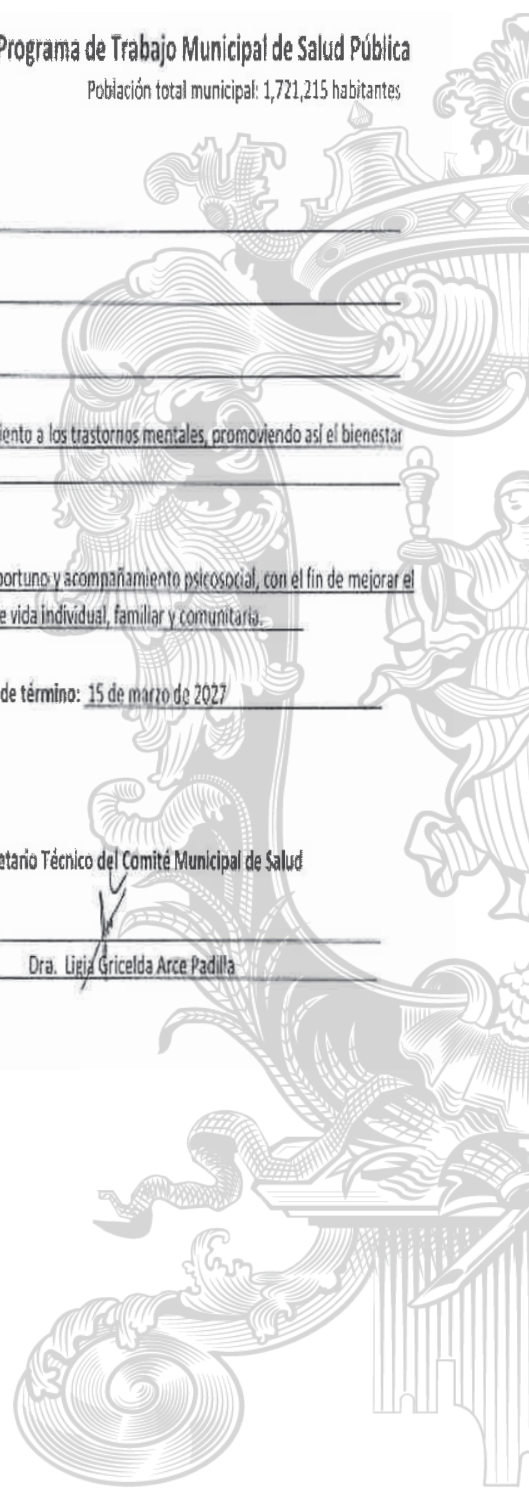 Programa de Trabajo Municipal de Salud Pública
Población total municipal: 1,721,215 habitantes
iento a los trastornos mentales, promoviendo así el bienestar
portuno y acompañamiento psicosocial, con el fin de mejorar el
e vida individual, familiar y comunitaria.
de término: 15 de marzo de 2027
etario Técnico del Comité Municipal de Salud
Dra. Ligia Gricelda Arce Padilla